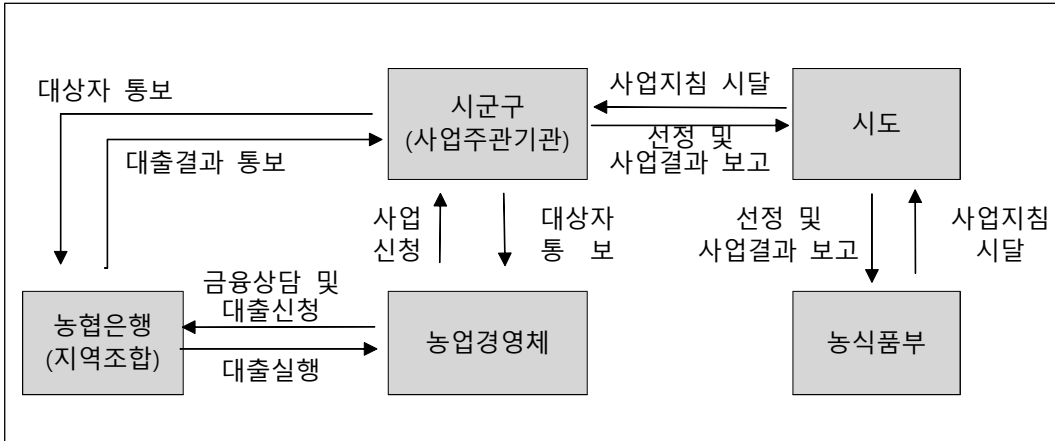 대상자 통보
시군구
(사업주관기관)
사업지침 시달
시도
대출결과 통보
선정 및
사업결과 보고
사업
신청
대상자
통 보
선정 및
사업결과 보고
사업지침
시달
금융상담 및
대출신청
농협은행
(지역조합)
대출실행
농업경영체
농식품부